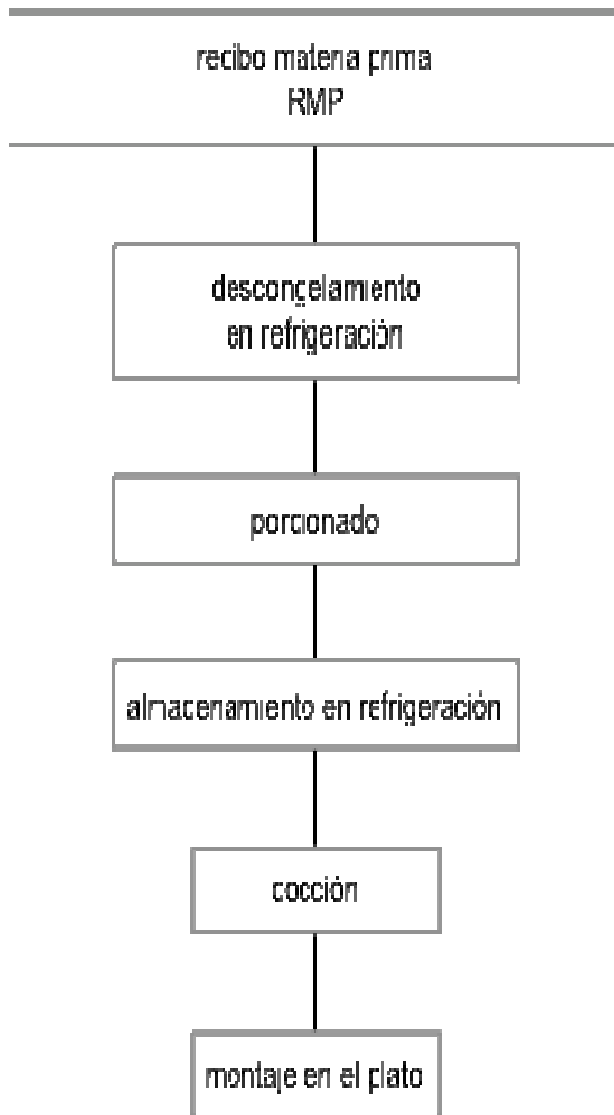 recibo materia prima
RMP
descongelamiento
en refrigeración
porcionado
almacenamiento en refrigeración
cocción
montaje en el plato